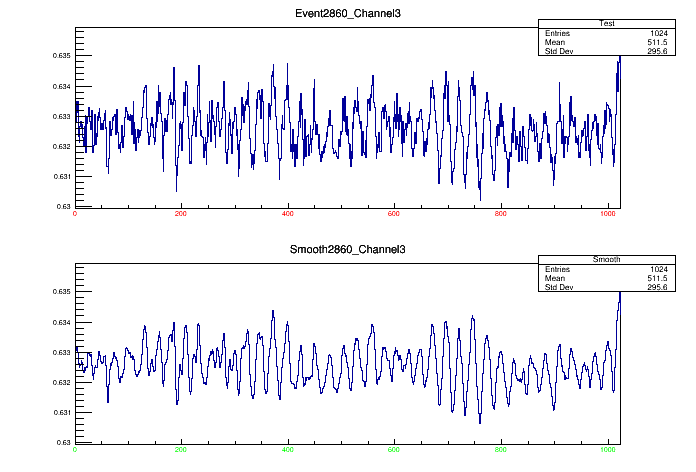 Event2860_Channel3
Test
Entries 1024
Mean 511.5
Std Dev 295.6
0.635
0.634
0.633
0.632
0.631
0.63
0 200 400 600 800 1000
Smooth2860_Channel3
Smooth
Entries 1024
Mean 511.5
Std Dev 295.6
0.635
0.634
0.633
0.632
0.631
0.63
0 200 400 600 800 1000